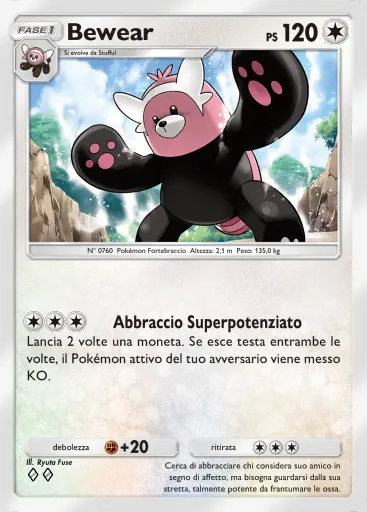 FASE 1
Bewear
PS 120
Si evolve da Stufful
N° 0760 Pokémon Fortebraccio Altezza: 2,1 m Peso: 135,0 kg
Abbraccio Superpotenziato
Lancia 2 volte una moneta. Se esce testa entrambe le
volte, il Pokémon attivo del tuo avversario viene messo
KO.
debolezza +20
ritirata
Ill. Ryuta Fuse
Cerca di abbracciare chi considera suo amico in
segno di affetto, ma bisogna guardarsi dalla sua
stretta, talmente potente da frantumare le ossa.